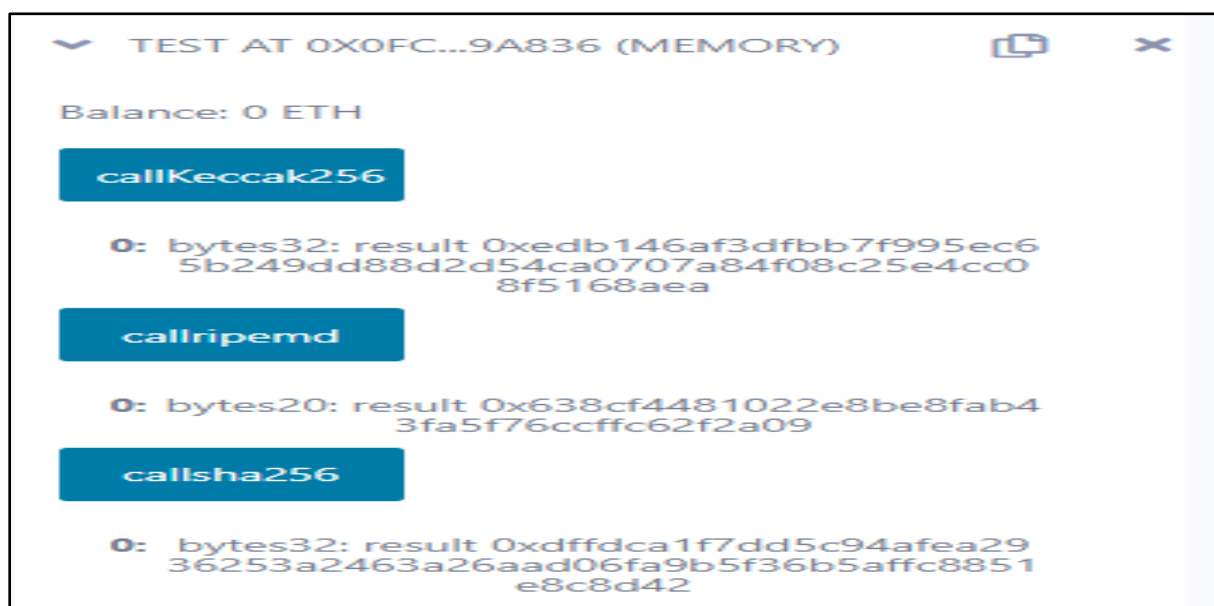 TEST AT 0X0FC...9A836 (MEMORY)
Balance: 0 ETH
callKeccak256
0: bytes32: result 0xedb146af3dfbb7f995ec6
5b249dd88d2d54ca0707a84f08c25e4cc0
8f5168aea
callripemd
0: bytes20: result 0x638cf4481022e8be8fab4
3fa5f76ccffc62f2a09
callsha256
0: bytes32: result 0xdffdca1f7dd5c94afea29
36253a2463a26aad06fa9b5f36b5affc8851
e8c8d42